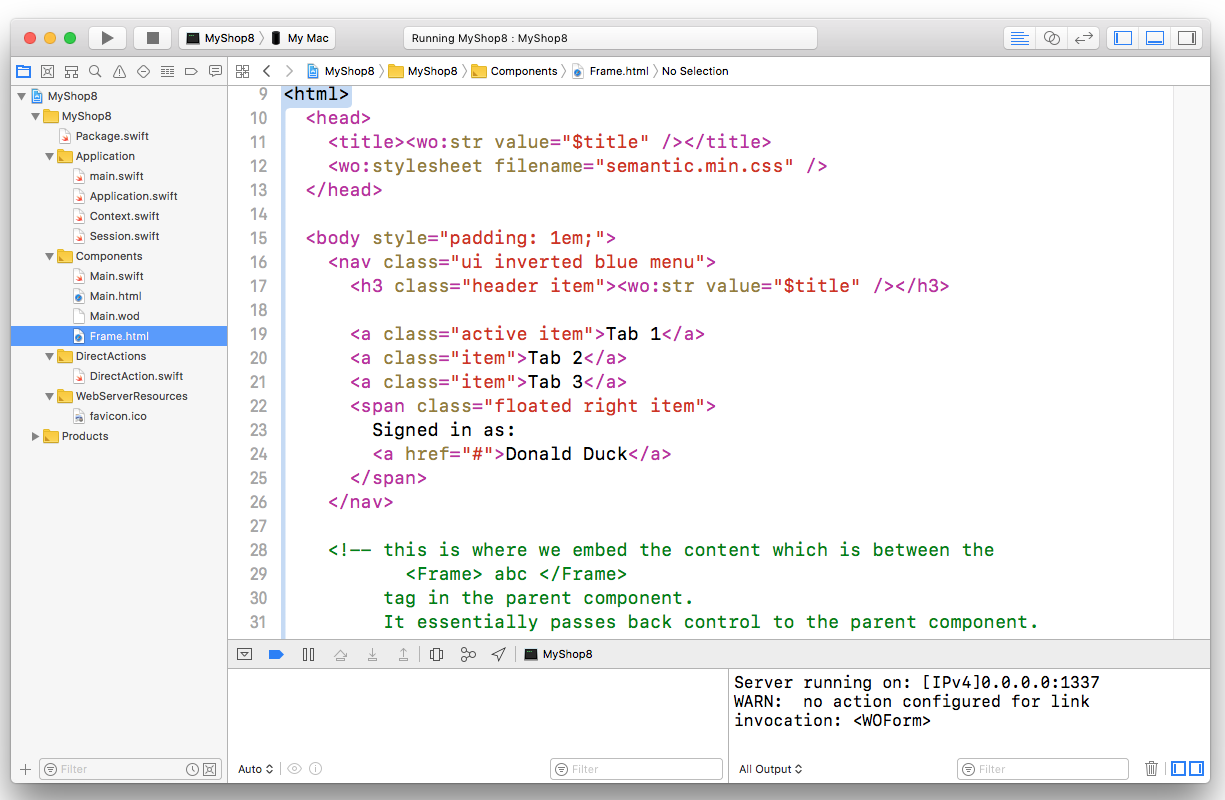 MyShop8 〉 My Mac
Running MyShop8 : MyShop8
MyShop8 〉 MyShop8 〉 Components 〉 Frame.html 〉 No Selection
MyShop8
MyShop8
Package.swift
Application
main.swift
Application.swift
Context.swift
Session.swift
Components
Main.swift
Main.html
Main.wod
Frame.html
DirectActions
DirectAction.swift
WebServerResources
favicon.ico
Products
Filter
9 <html>
10 <head>
11 <title><wo:str value="$title" /></title>
12 <wo:stylesheet filename="semantic.min.css" />
13 </head>
14
15 <body style="padding: 1em;">
16 <nav class="ui inverted blue menu">
17 <h3 class="header item"><wo:str value="$title" /></h3>
18
19 <a class="active item">Tab 1</a>
20 <a class="item">Tab 2</a>
21 <a class="item">Tab 3</a>
22 <span class="floated right item">
23 Signed in as:
24 <a href="#">Donald Duck</a>
25 </span>
26 </nav>
27
28 <!-- this is where we embed the content which is between the
29 <Frame> abc </Frame>
30 tag in the parent component.
31 It essentially passes back control to the parent component.
MyShop8
Auto
Filter
Server running on: [IPv4]0.0.0.0:1337
WARN:  no action configured for link
invocation: <WOForm>
All Output
Filter